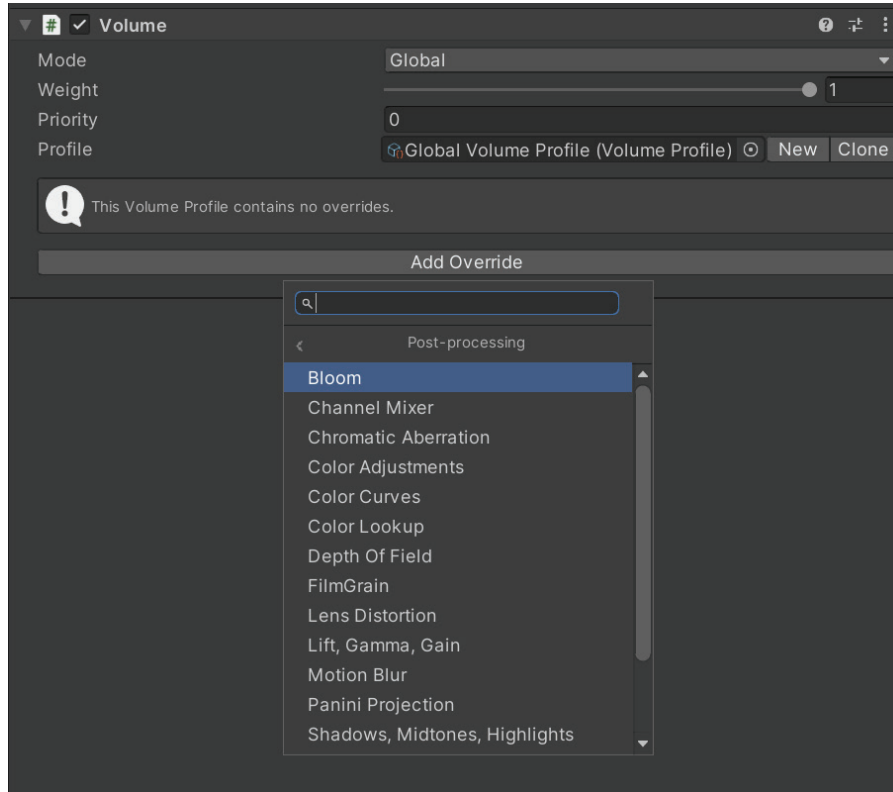 # Volume
Mode Global
Weight 1
Priority 0
Profile Global Volume Profile (Volume Profile) New Clone
This Volume Profile contains no overrides.
Add Override
Post-processing
Bloom
Channel Mixer
Chromatic Aberration
Color Adjustments
Color Curves
Color Lookup
Depth Of Field
FilmGrain
Lens Distortion
Lift, Gamma, Gain
Motion Blur
Panini Projection
Shadows, Midtones, Highlights